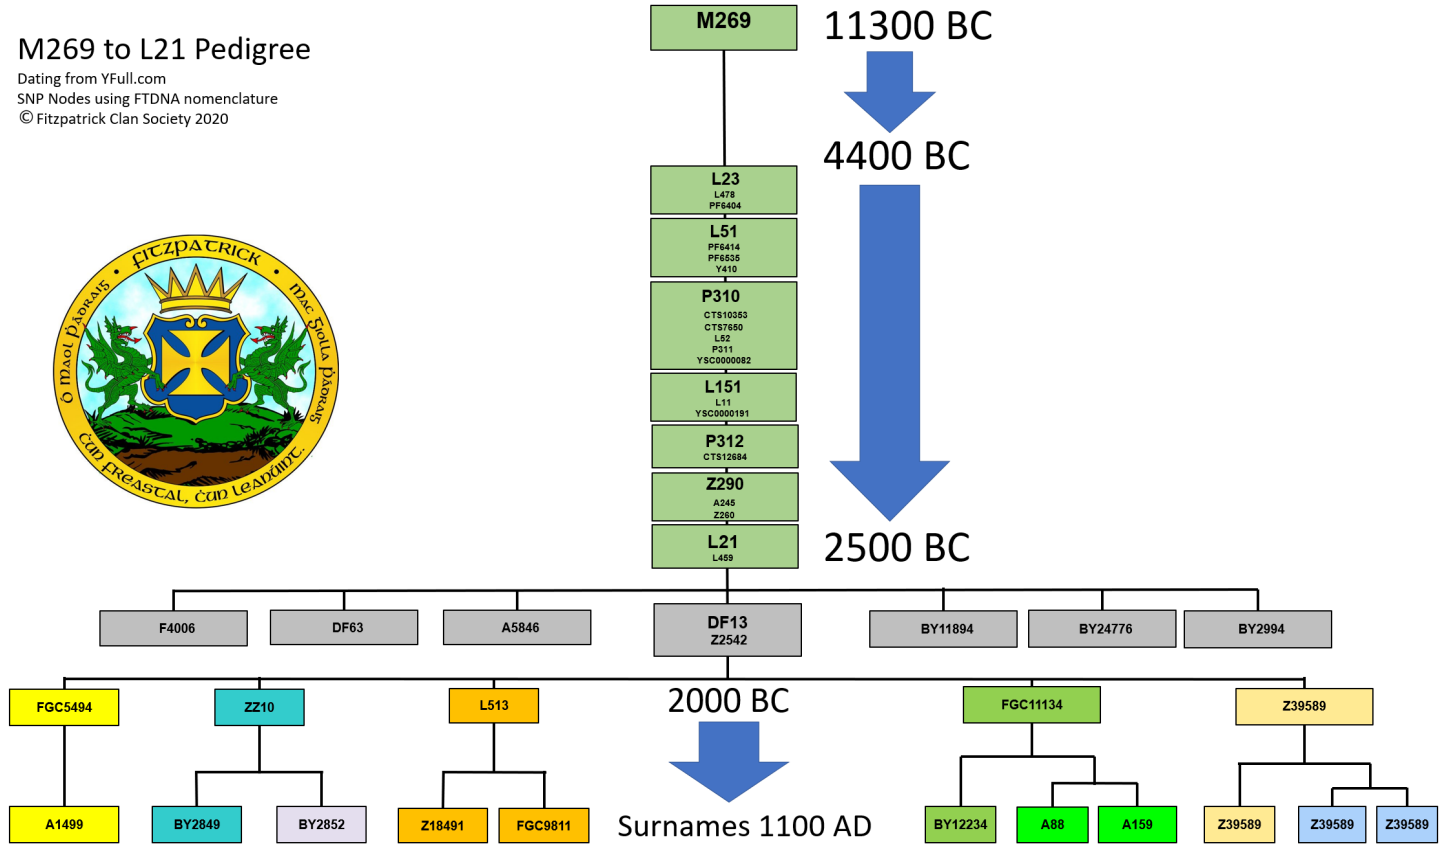 M269 to L21 Pedigree
Dating from YFull.com
SNP Nodes using FTDNA nomenclature
© Fitzpatrick Clan Society 2020
M269
11300 BC
4400 BC
L23
L478
PF6404
L51
PF6414
PF6535
Y410
P310
CTS10353
CTS7650
L52
P311
YSC0000082
L151
L11
YSC0000191
P312
CTS12684
Z290
A245
Z260
L21
L459
2500 BC
FITZPATRICK
Mac Giolla Ṗádraig
Ó Maol Ṗádraig
ċun freastal, ċun leanúint.
F4006
DF63
A5846
DF13
Z2542
BY11894
BY24776
BY2994
FGC5494
ZZ10
L513
2000 BC
FGC11134
Z39589
A1499
BY2849
BY2852
Z18491
FGC9811
Surnames 1100 AD
BY12234
A88
A159
Z39589
Z39589
Z39589